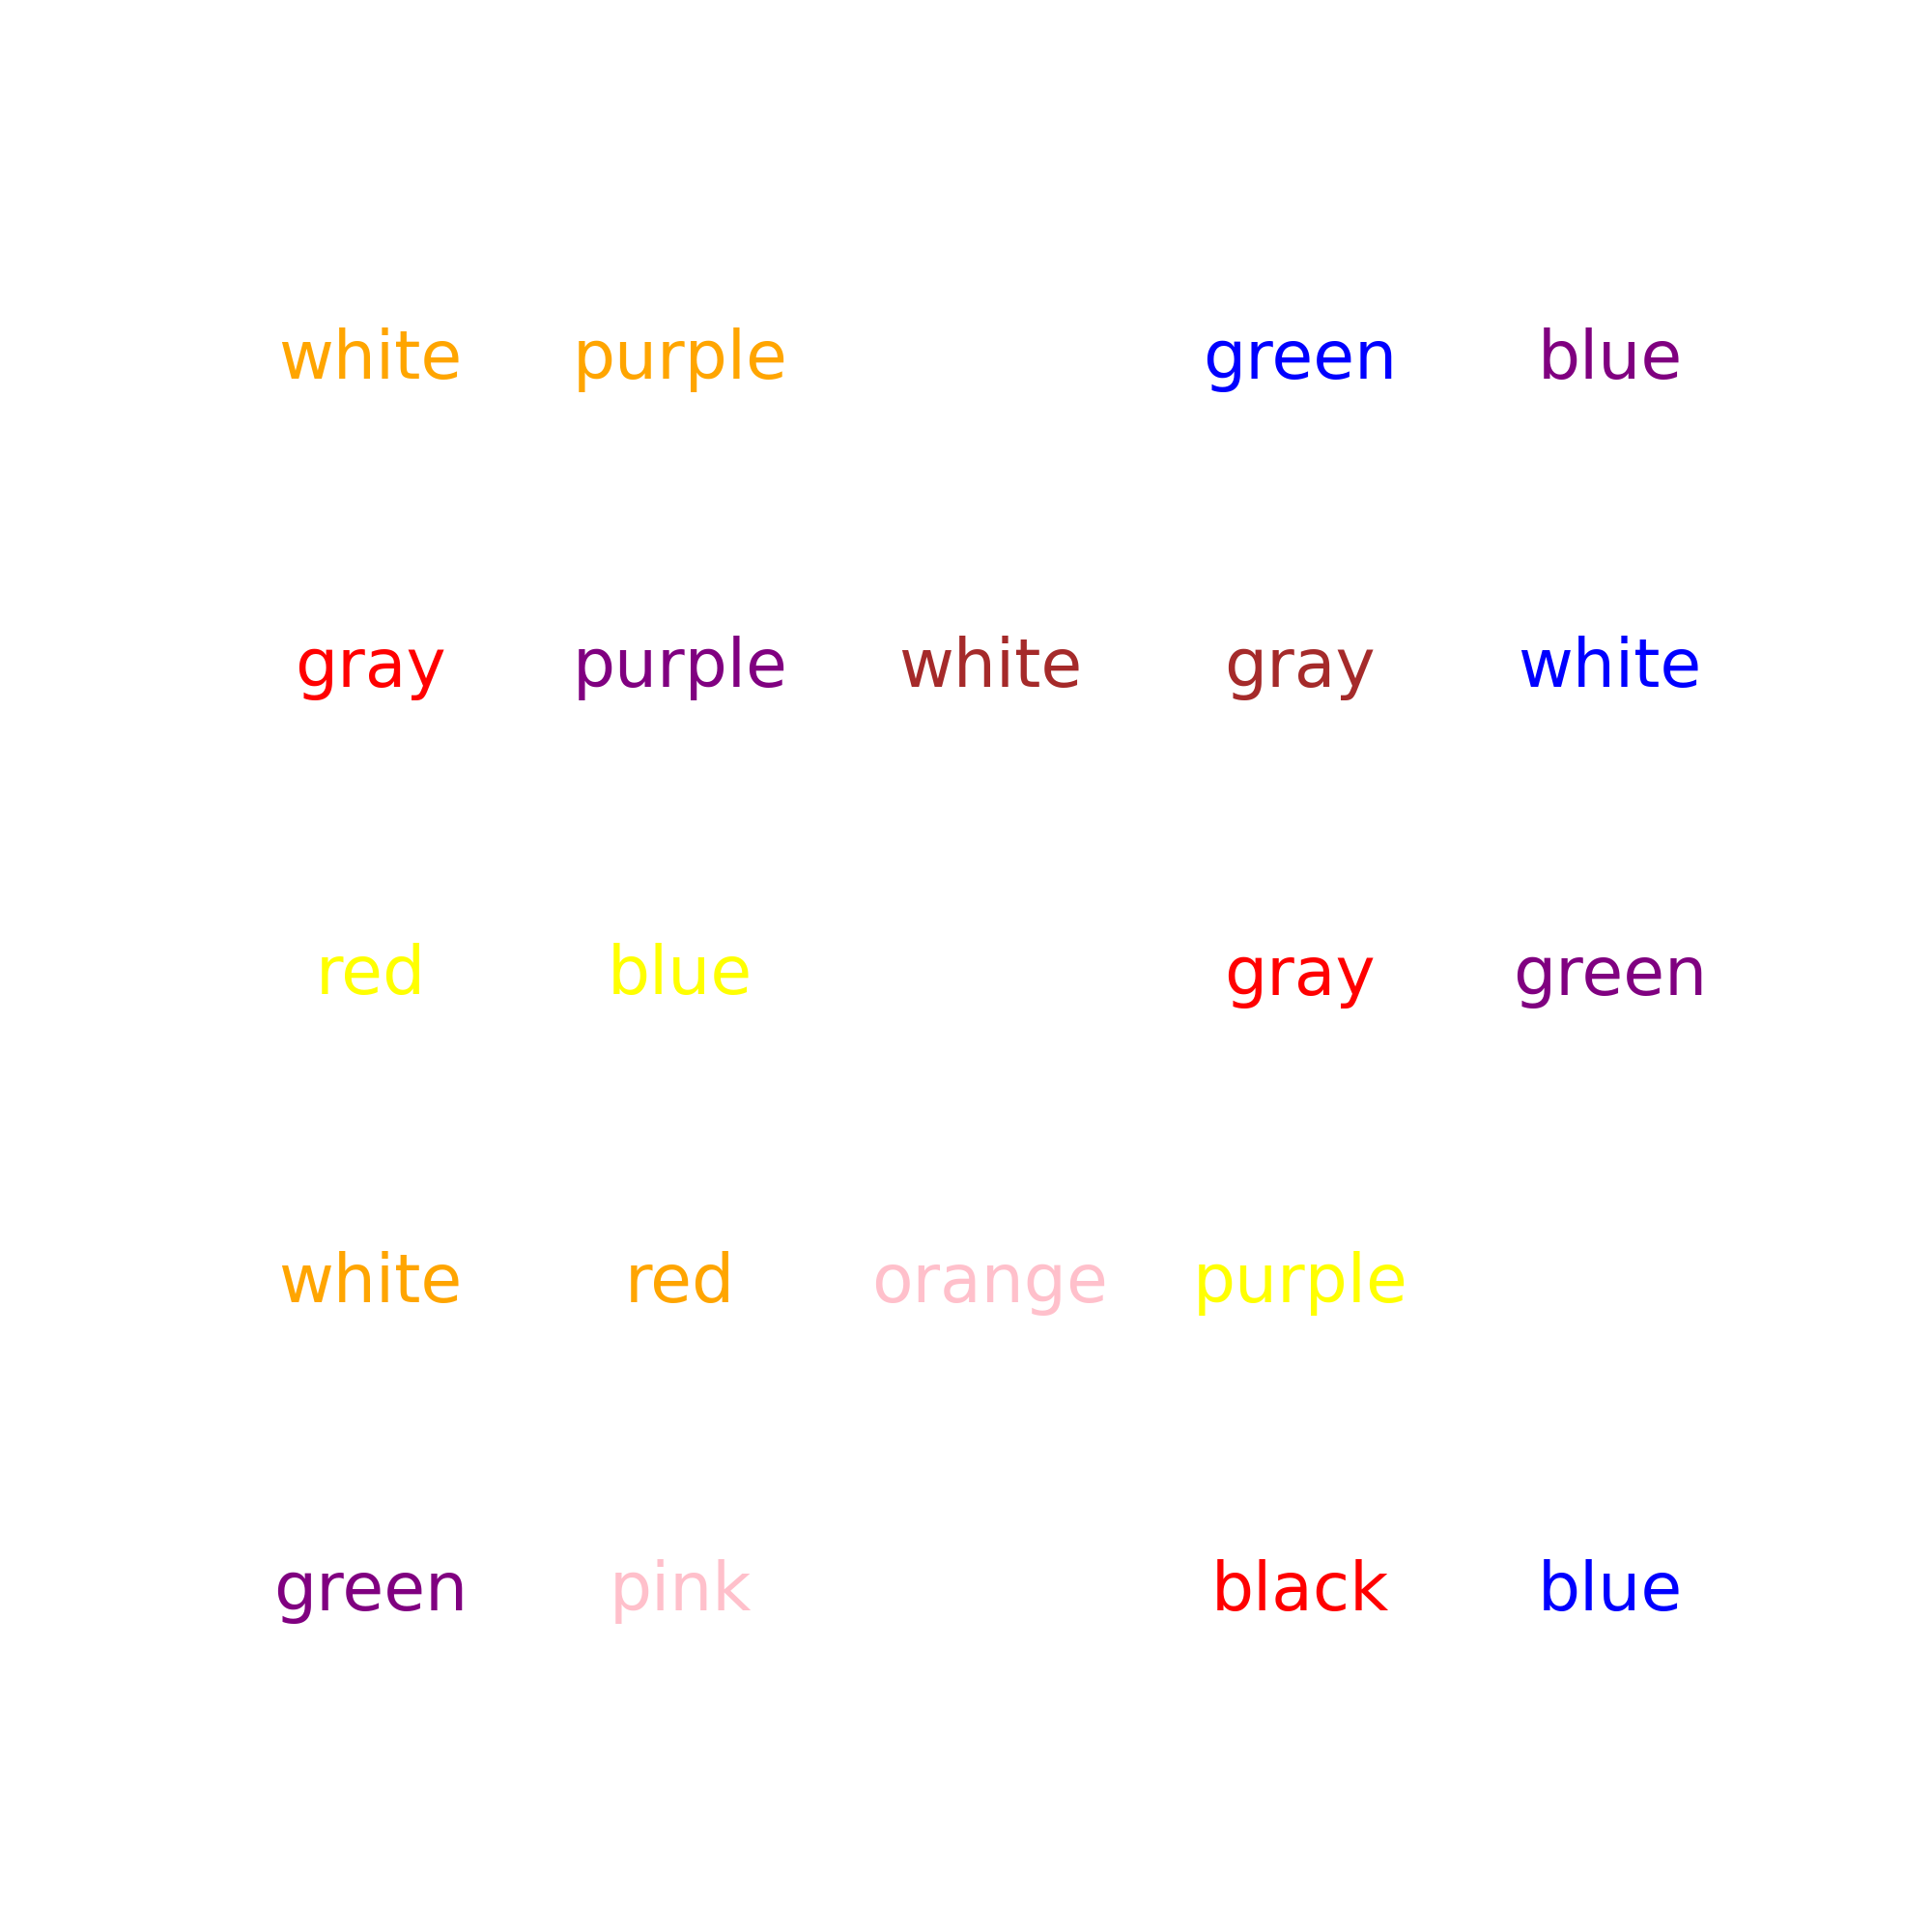 white purple green blue
gray purple white gray white
red blue gray green
white red orange purple
green pink black blue